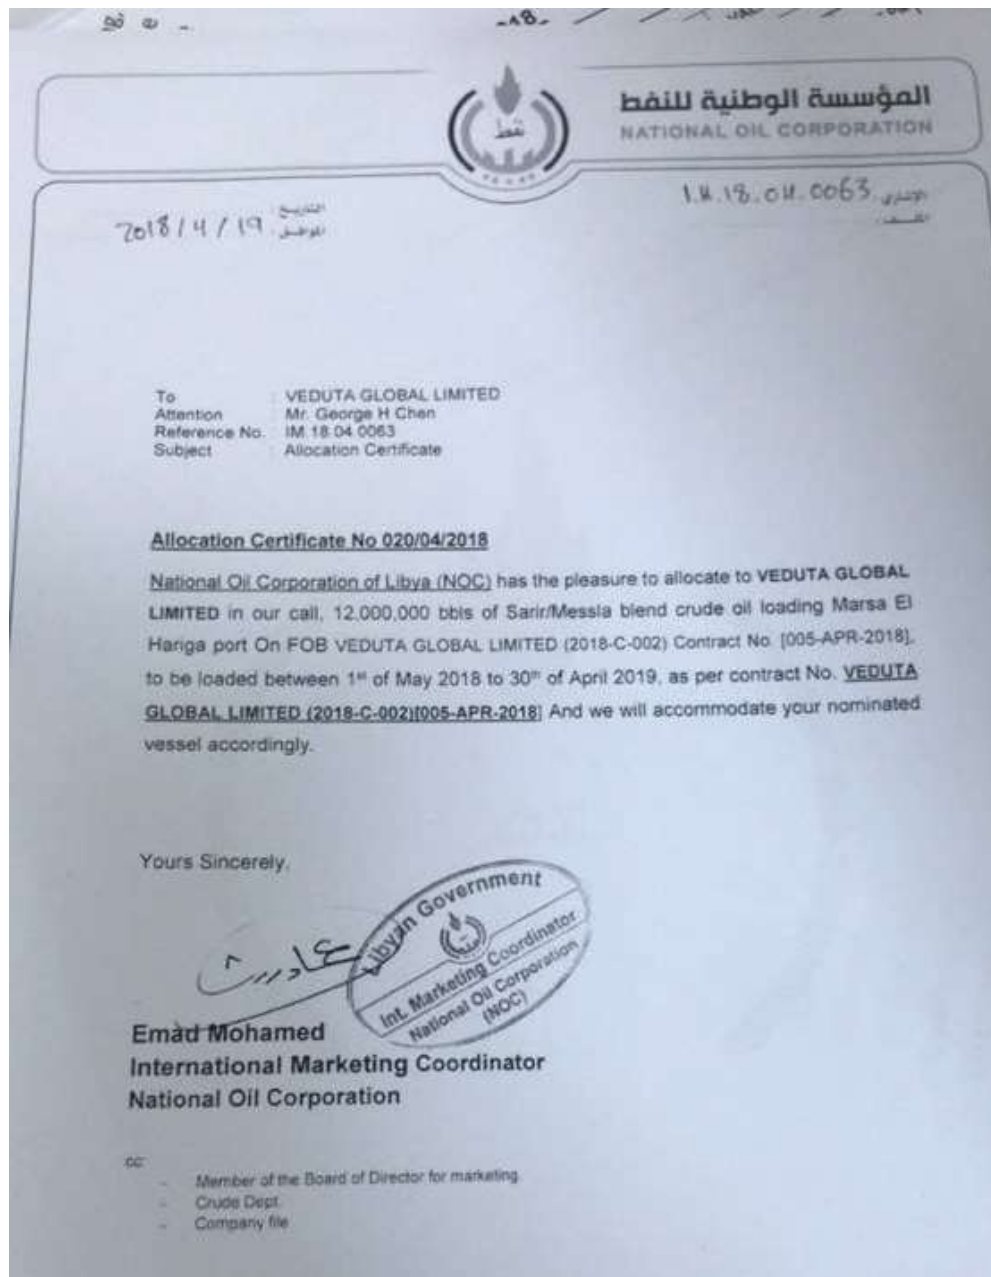 -18-
المؤسسة الوطنية للنفط
NATIONAL OIL CORPORATION
نفط
1.M.18.04.0063 الإشاري
التاريخ
2018/4/19 الموافق
To : VEDUTA GLOBAL LIMITED
Attention : Mr. George H Chen
Reference No. : IM.18.04.0063
Subject : Allocation Certificate
Allocation Certificate No 020/04/2018
National Oil Corporation of Libya (NOC) has the pleasure to allocate to VEDUTA GLOBAL
LIMITED in our call, 12,000,000 bbls of Sarir/Messla blend crude oil loading Marsa El
Hariga port On FOB VEDUTA GLOBAL LIMITED (2018-C-002) Contract No. [005-APR-2018],
to be loaded between 1st of May 2018 to 30th of April 2019, as per contract No. VEDUTA
GLOBAL LIMITED (2018-C-002)[005-APR-2018] And we will accommodate your nominated
vessel accordingly.
Yours Sincerely,
Libyan Government
Int. Marketing Coordinator
National Oil Corporation
(NOC)
Emad Mohamed
International Marketing Coordinator
National Oil Corporation
cc:
- Member of the Board of Director for marketing.
- Crude Dept.
- Company file